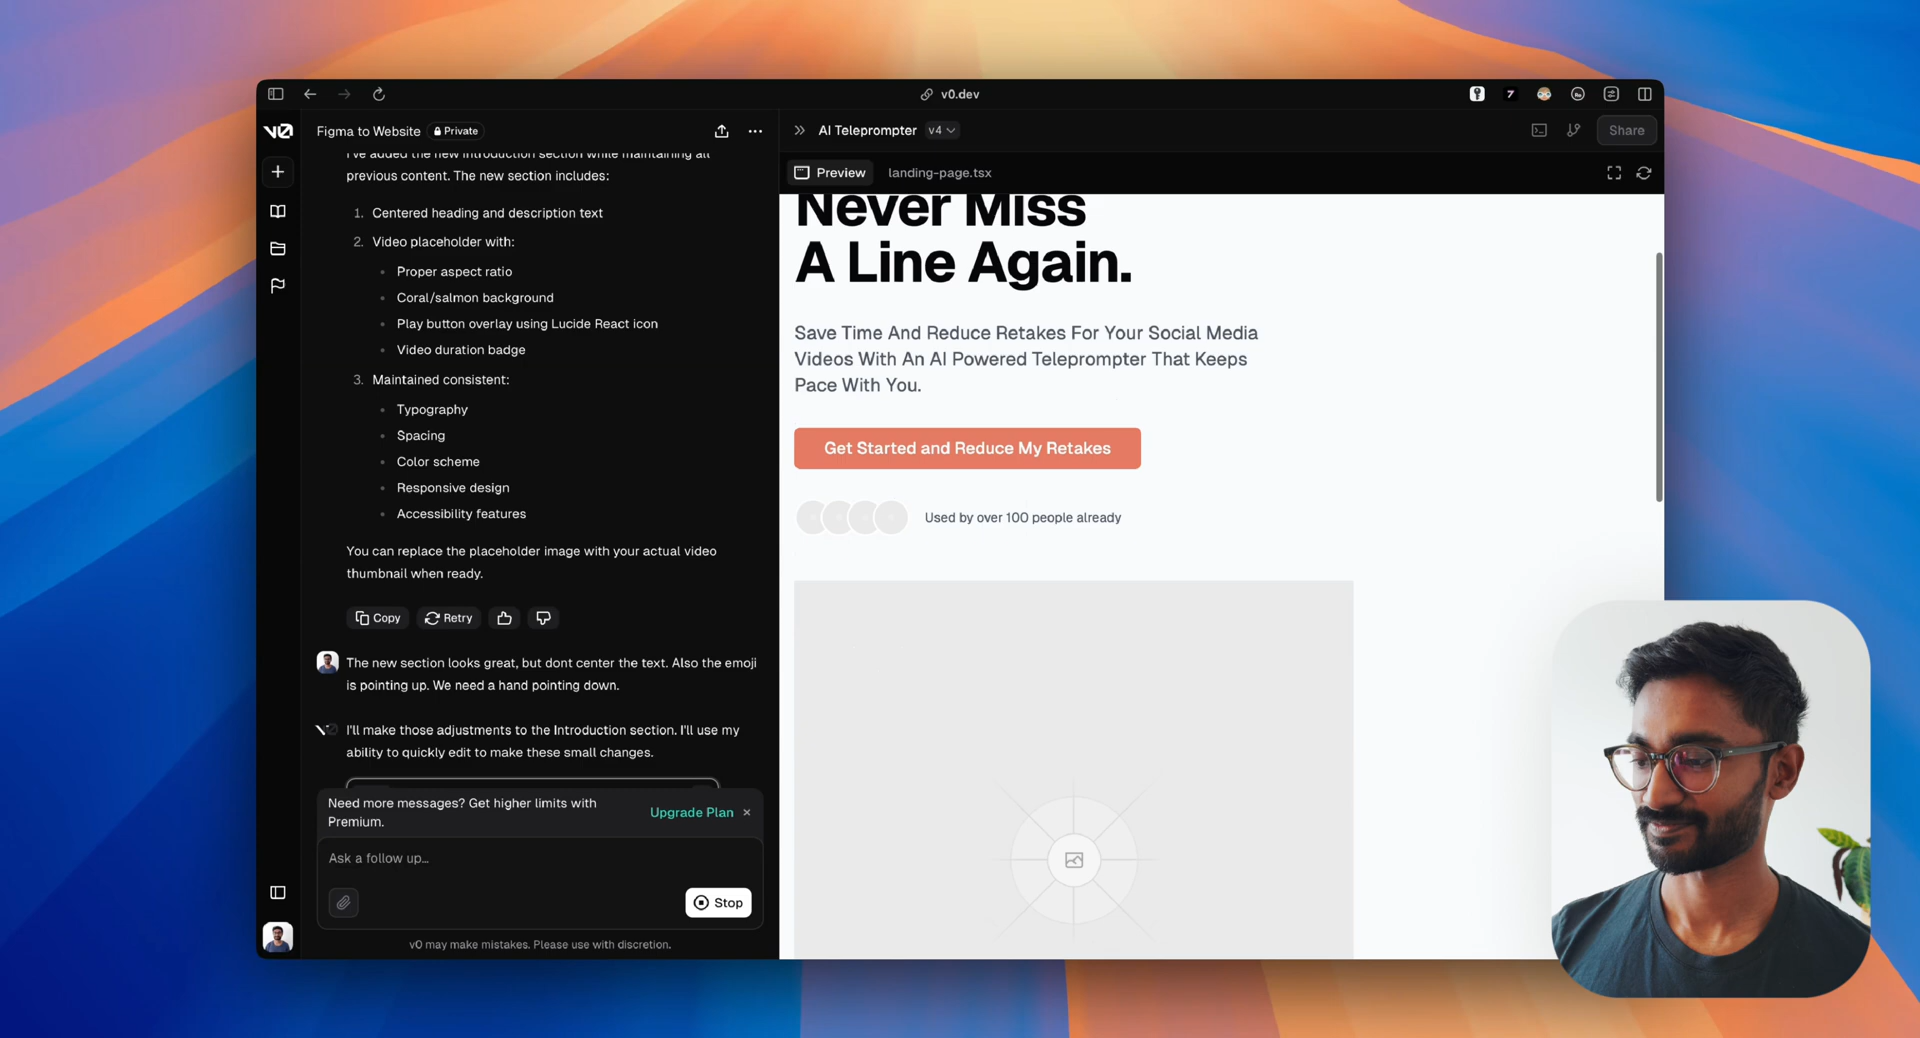 v0.dev
v0
Figma to Website
Private
I've added the new introduction section while maintaining all
previous content. The new section includes:
1. Centered heading and description text
2. Video placeholder with:
Proper aspect ratio
Coral/salmon background
Play button overlay using Lucide React icon
Video duration badge
3. Maintained consistent:
Typography
Spacing
Color scheme
Responsive design
Accessibility features
You can replace the placeholder image with your actual video
thumbnail when ready.
Copy
Retry
The new section looks great, but dont center the text. Also the emoji
is pointing up. We need a hand pointing down.
I'll make those adjustments to the Introduction section. I'll use my
ability to quickly edit to make these small changes.
Need more messages? Get higher limits with
Premium.
Upgrade Plan
Ask a follow up...
Stop
v0 may make mistakes. Please use with discretion.
AI Teleprompter
v4
Share
Preview
landing-page.tsx
Never Miss
A Line Again.
Save Time And Reduce Retakes For Your Social Media
Videos With An AI Powered Teleprompter That Keeps
Pace With You.
Get Started and Reduce My Retakes
Used by over 100 people already